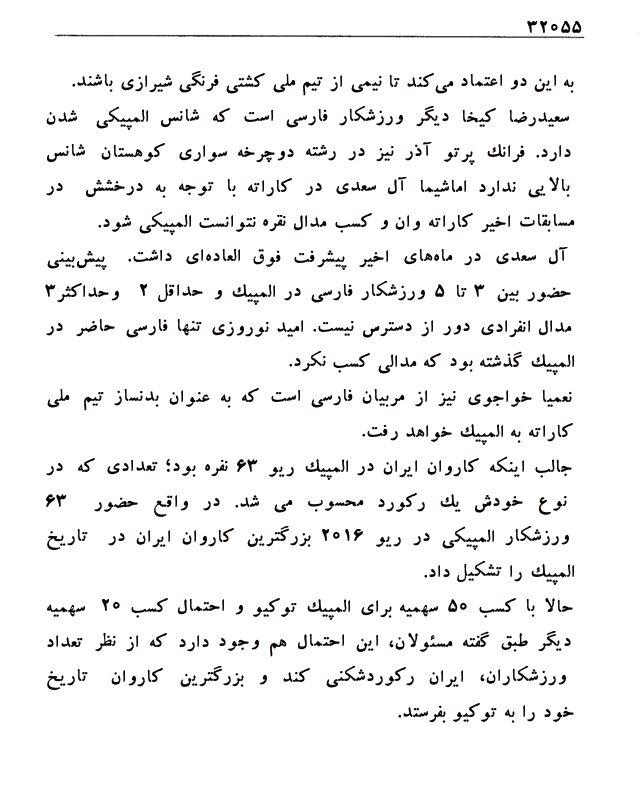 ۳۲۰۵۵
به این دو اعتماد می‌کند تا نیمی از تیم ملی کشتی فرنگی شیرازی باشند.
سعیدرضا کیخا دیگر ورزشکار فارسی است که شانس المپیکی شدن
دارد. فرانك پرتو آذر نیز در رشته دوچرخه سواری کوهستان شانس
بالایی ندارد اماشیما آل سعدی در کاراته با توجه به درخشش در
مسابقات اخیر کاراته وان و کسب مدال نقره نتوانست المپیکی شود.
آل سعدی در ماه‌های اخیر پیشرفت فوق العاده‌ای داشت. پیش‌بینی
حضور بین ۳ تا ۵ ورزشکار فارسی در المپیك و حداقل ۲ وحداکثر۳
مدال انفرادی دور از دسترس نیست. امید نوروزی تنها فارسی حاضر در
المپیك گذشته بود که مدالی کسب نکرد.
نعمیا خواجوی نیز از مربیان فارسی است که به عنوان بدنساز تیم ملی
کاراته به المپیك خواهد رفت.
جالب اینکه کاروان ایران در المپیك ریو ۶۳ نفره بود؛ تعدادی که در
نوع خودش یك رکورد محسوب می شد. در واقع حضور ۶۳
ورزشکار المپیکی در ریو ۲۰۱۶ بزرگترین کاروان ایران در تاریخ
المپیك را تشکیل داد.
حالا با کسب ۵۰ سهمیه برای المپیك توکیو و احتمال کسب ۲۰ سهمیه
دیگر طبق گفته مسئولان، این احتمال هم وجود دارد که از نظر تعداد
ورزشکاران، ایران رکوردشکنی کند و بزرگترین کاروان تاریخ
خود را به توکیو بفرستد.